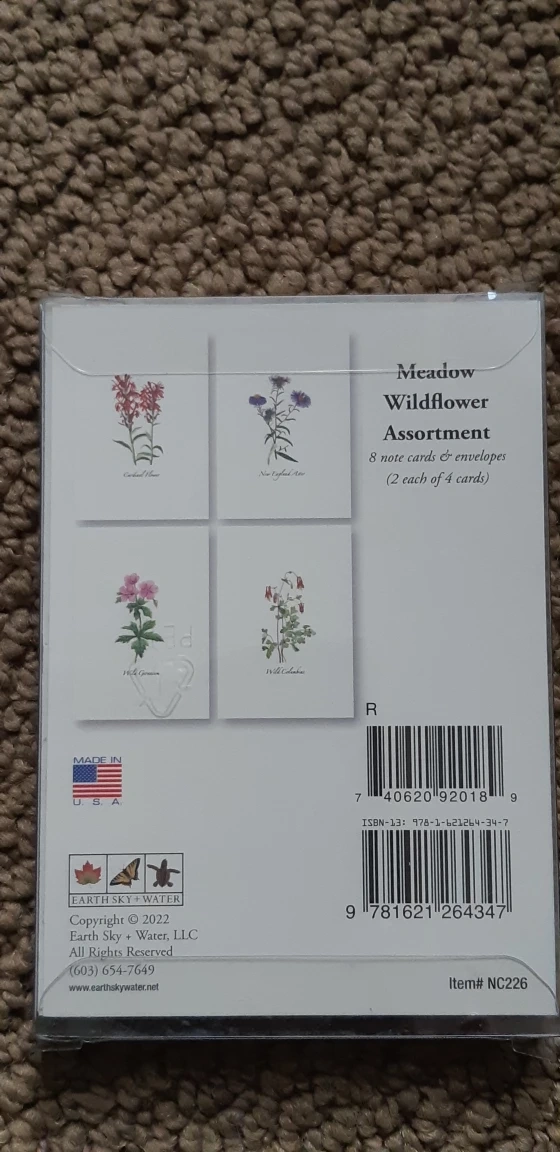 Meadow
Wildflower
Assortment
8 note cards & envelopes
(2 each of 4 cards)
Cardinal Flower
New England Aster
Wild Geranium
Wild Columbine
R
7 40620 92018 9
ISBN-13: 978-1-621264-34-7
9 781621 264347
MADE IN
U. S. A.
EARTH SKY + WATER
Copyright © 2022
Earth Sky + Water, LLC
All Rights Reserved
(603) 654-7649
www.earthskywater.net
Item# NC226